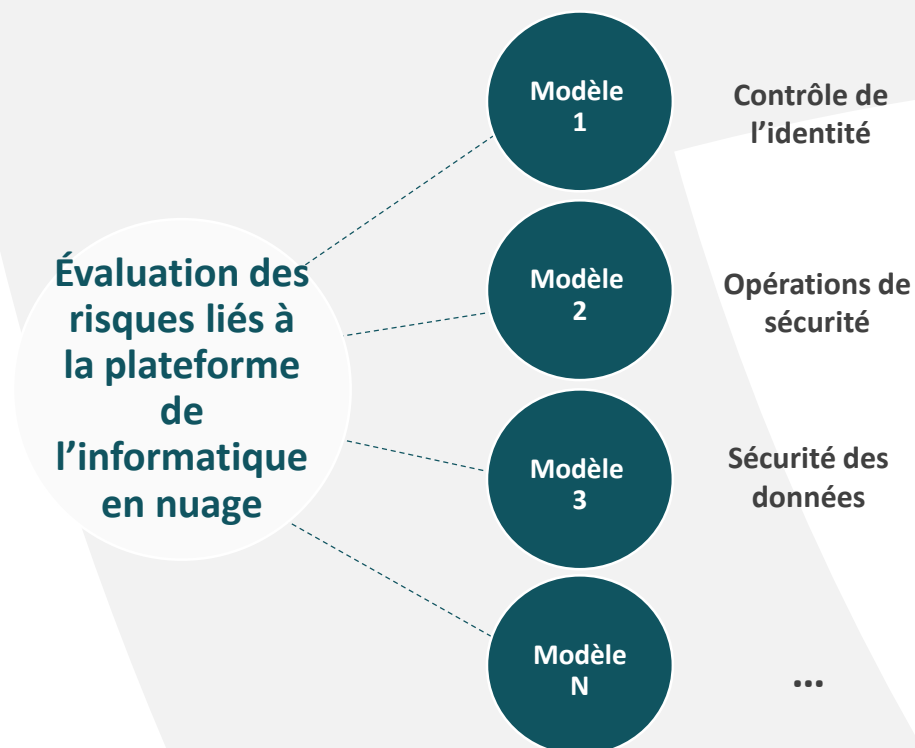 Évaluation des
risques liés à
la plateforme
de
l’informatique
en nuage
Modèle
1
Contrôle de
l’identité
Modèle
2
Opérations de
sécurité
Modèle
3
Sécurité des
données
Modèle
N
...